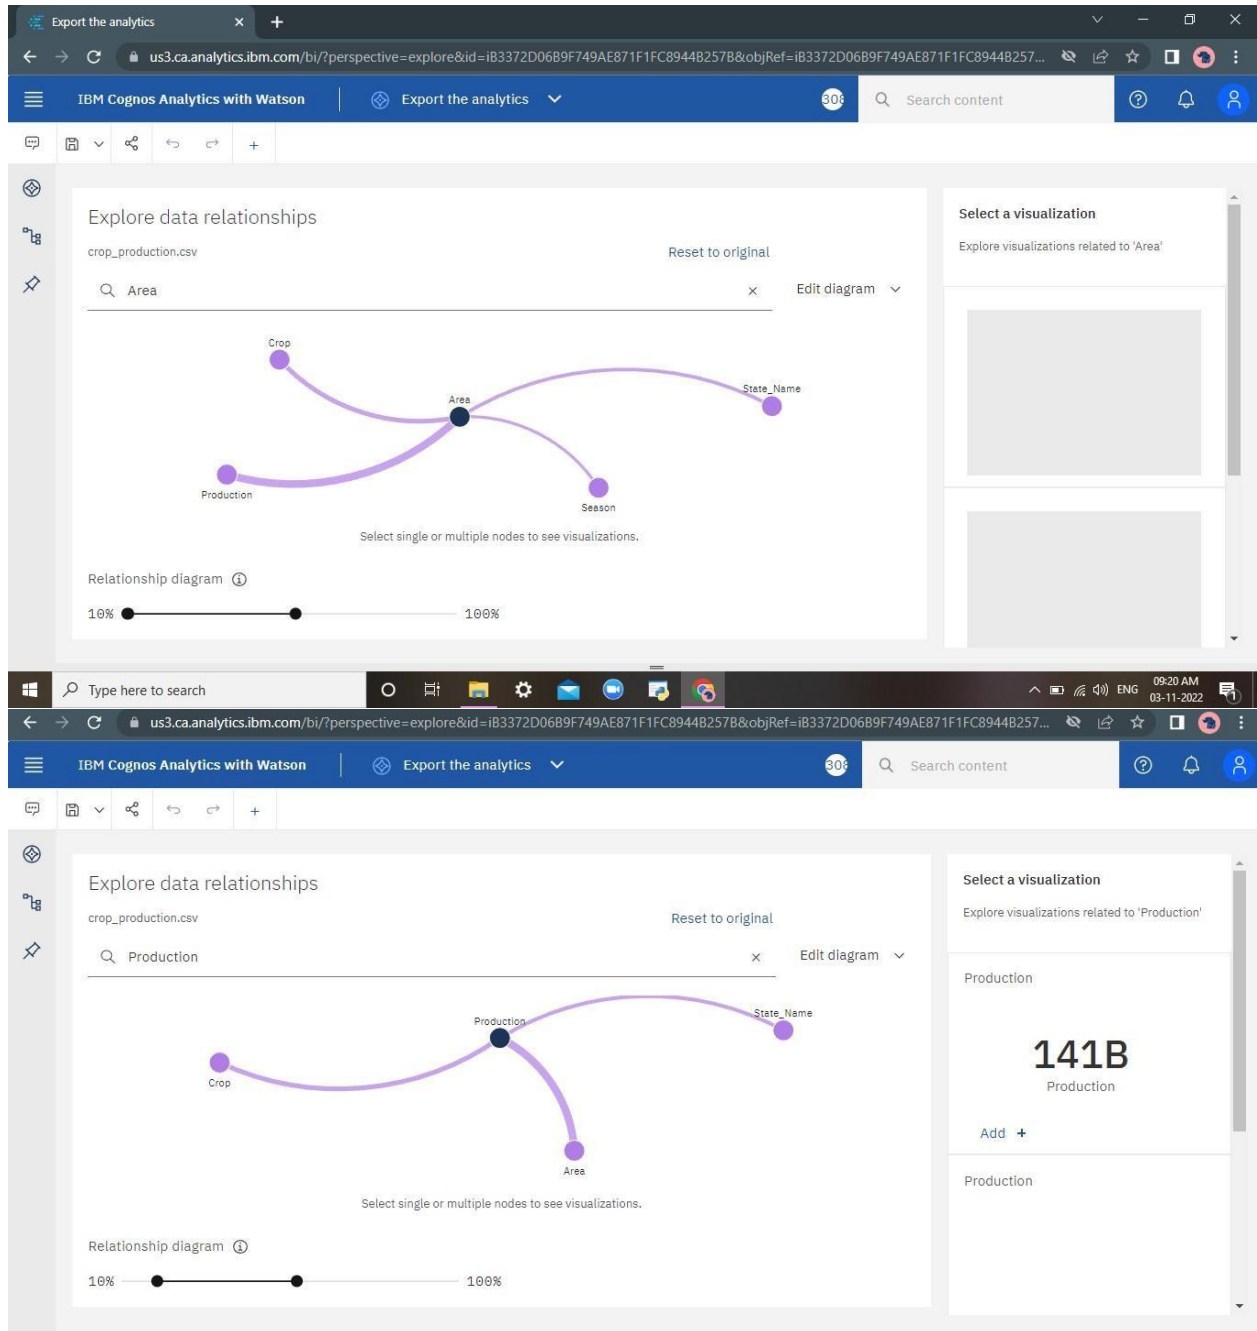 Export the analytics
us3.ca.analytics.ibm.com/bi/?perspective=explore&id=iB3372D06B9F749AE871F1FC8944B257B&objRef=iB3372D06B9F749AE871F1FC8944B257...
IBM Cognos Analytics with Watson
Export the analytics
308
Search content
Explore data relationships
crop_production.csv
Reset to original
Area
Edit diagram
Select a visualization
Explore visualizations related to 'Area'
Crop
Area
State_Name
Production
Season
Select single or multiple nodes to see visualizations.
Relationship diagram
10%
100%
Type here to search
ENG
09:20 AM
03-11-2022
us3.ca.analytics.ibm.com/bi/?perspective=explore&id=iB3372D06B9F749AE871F1FC8944B257B&objRef=iB3372D06B9F749AE871F1FC8944B257...
IBM Cognos Analytics with Watson
Export the analytics
308
Search content
Explore data relationships
crop_production.csv
Reset to original
Production
Edit diagram
Select a visualization
Explore visualizations related to 'Production'
Production
State_Name
Crop
Area
Select single or multiple nodes to see visualizations.
Relationship diagram
10%
100%
Production
141B
Production
Add +
Production